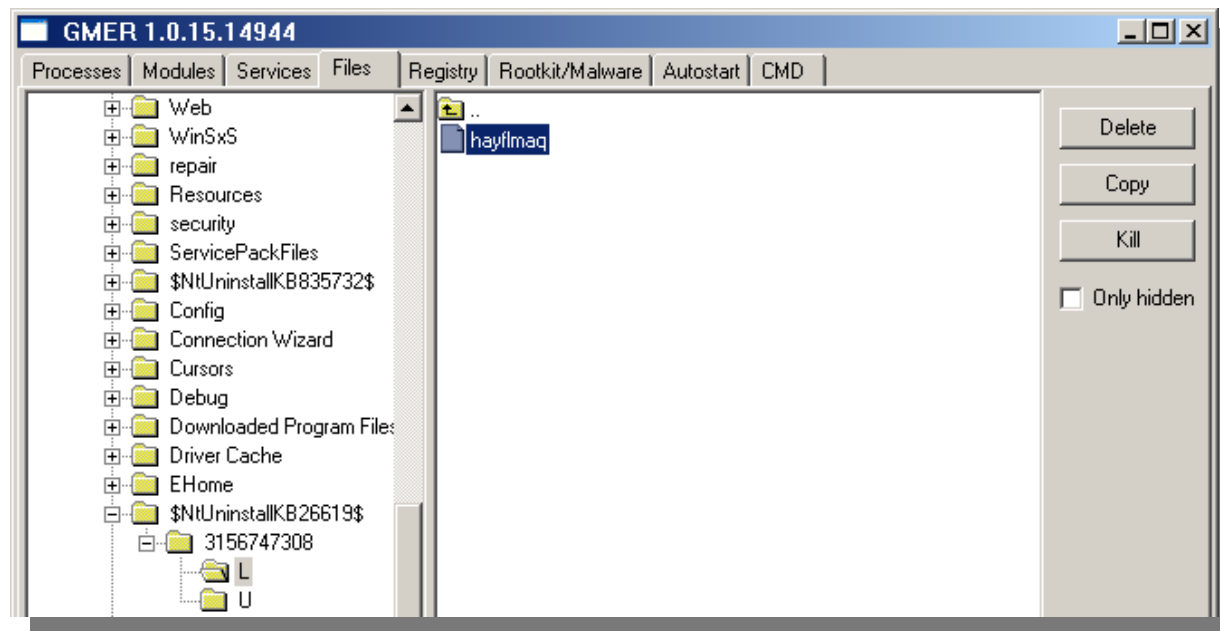 GMER 1.0.15.14944
Processes Modules Services Files Registry Rootkit/Malware Autostart CMD
Web
WinSxS
repair
Resources
security
ServicePackFiles
$NtUninstallKB835732$
Config
Connection Wizard
Cursors
Debug
Downloaded Program Files
Driver Cache
EHome
$NtUninstallKB26619$
3156747308
L
U
..
hayflmaq
Delete
Copy
Kill
Only hidden